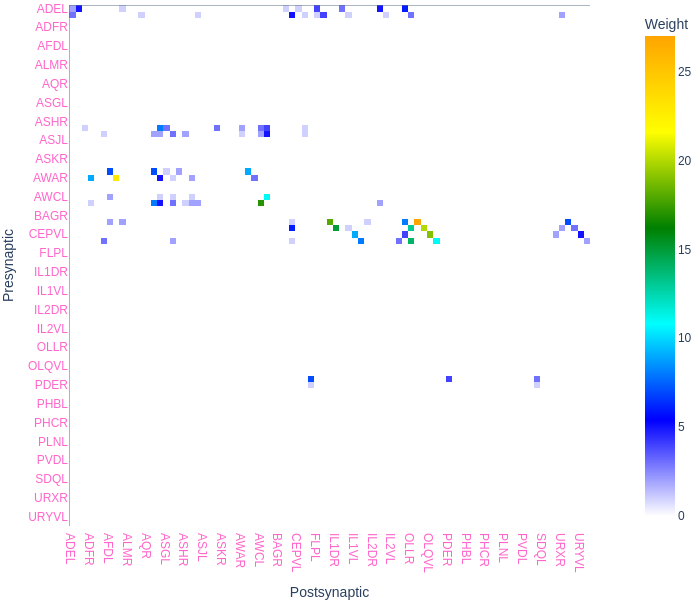 Weight
25
20
15
10
5
0
Presynaptic
ADEL
ADFR
AFDL
ALMR
AQR
ASGL
ASHR
ASJL
ASKR
AWAR
AWCL
BAGR
CEPVL
FLPL
IL1DR
IL1VL
IL2DR
IL2VL
OLLR
OLQVL
PDER
PHBL
PHCR
PLNL
PVDL
SDQL
URXR
URYVL
ADEL
ADFR
AFDL
ALMR
AQR
ASGL
ASHR
ASJL
ASKR
AWAR
AWCL
BAGR
CEPVL
FLPL
IL1DR
IL1VL
IL2DR
IL2VL
OLLR
OLQVL
PDER
PHBL
PHCR
PLNL
PVDL
SDQL
URXR
URYVL
Postsynaptic